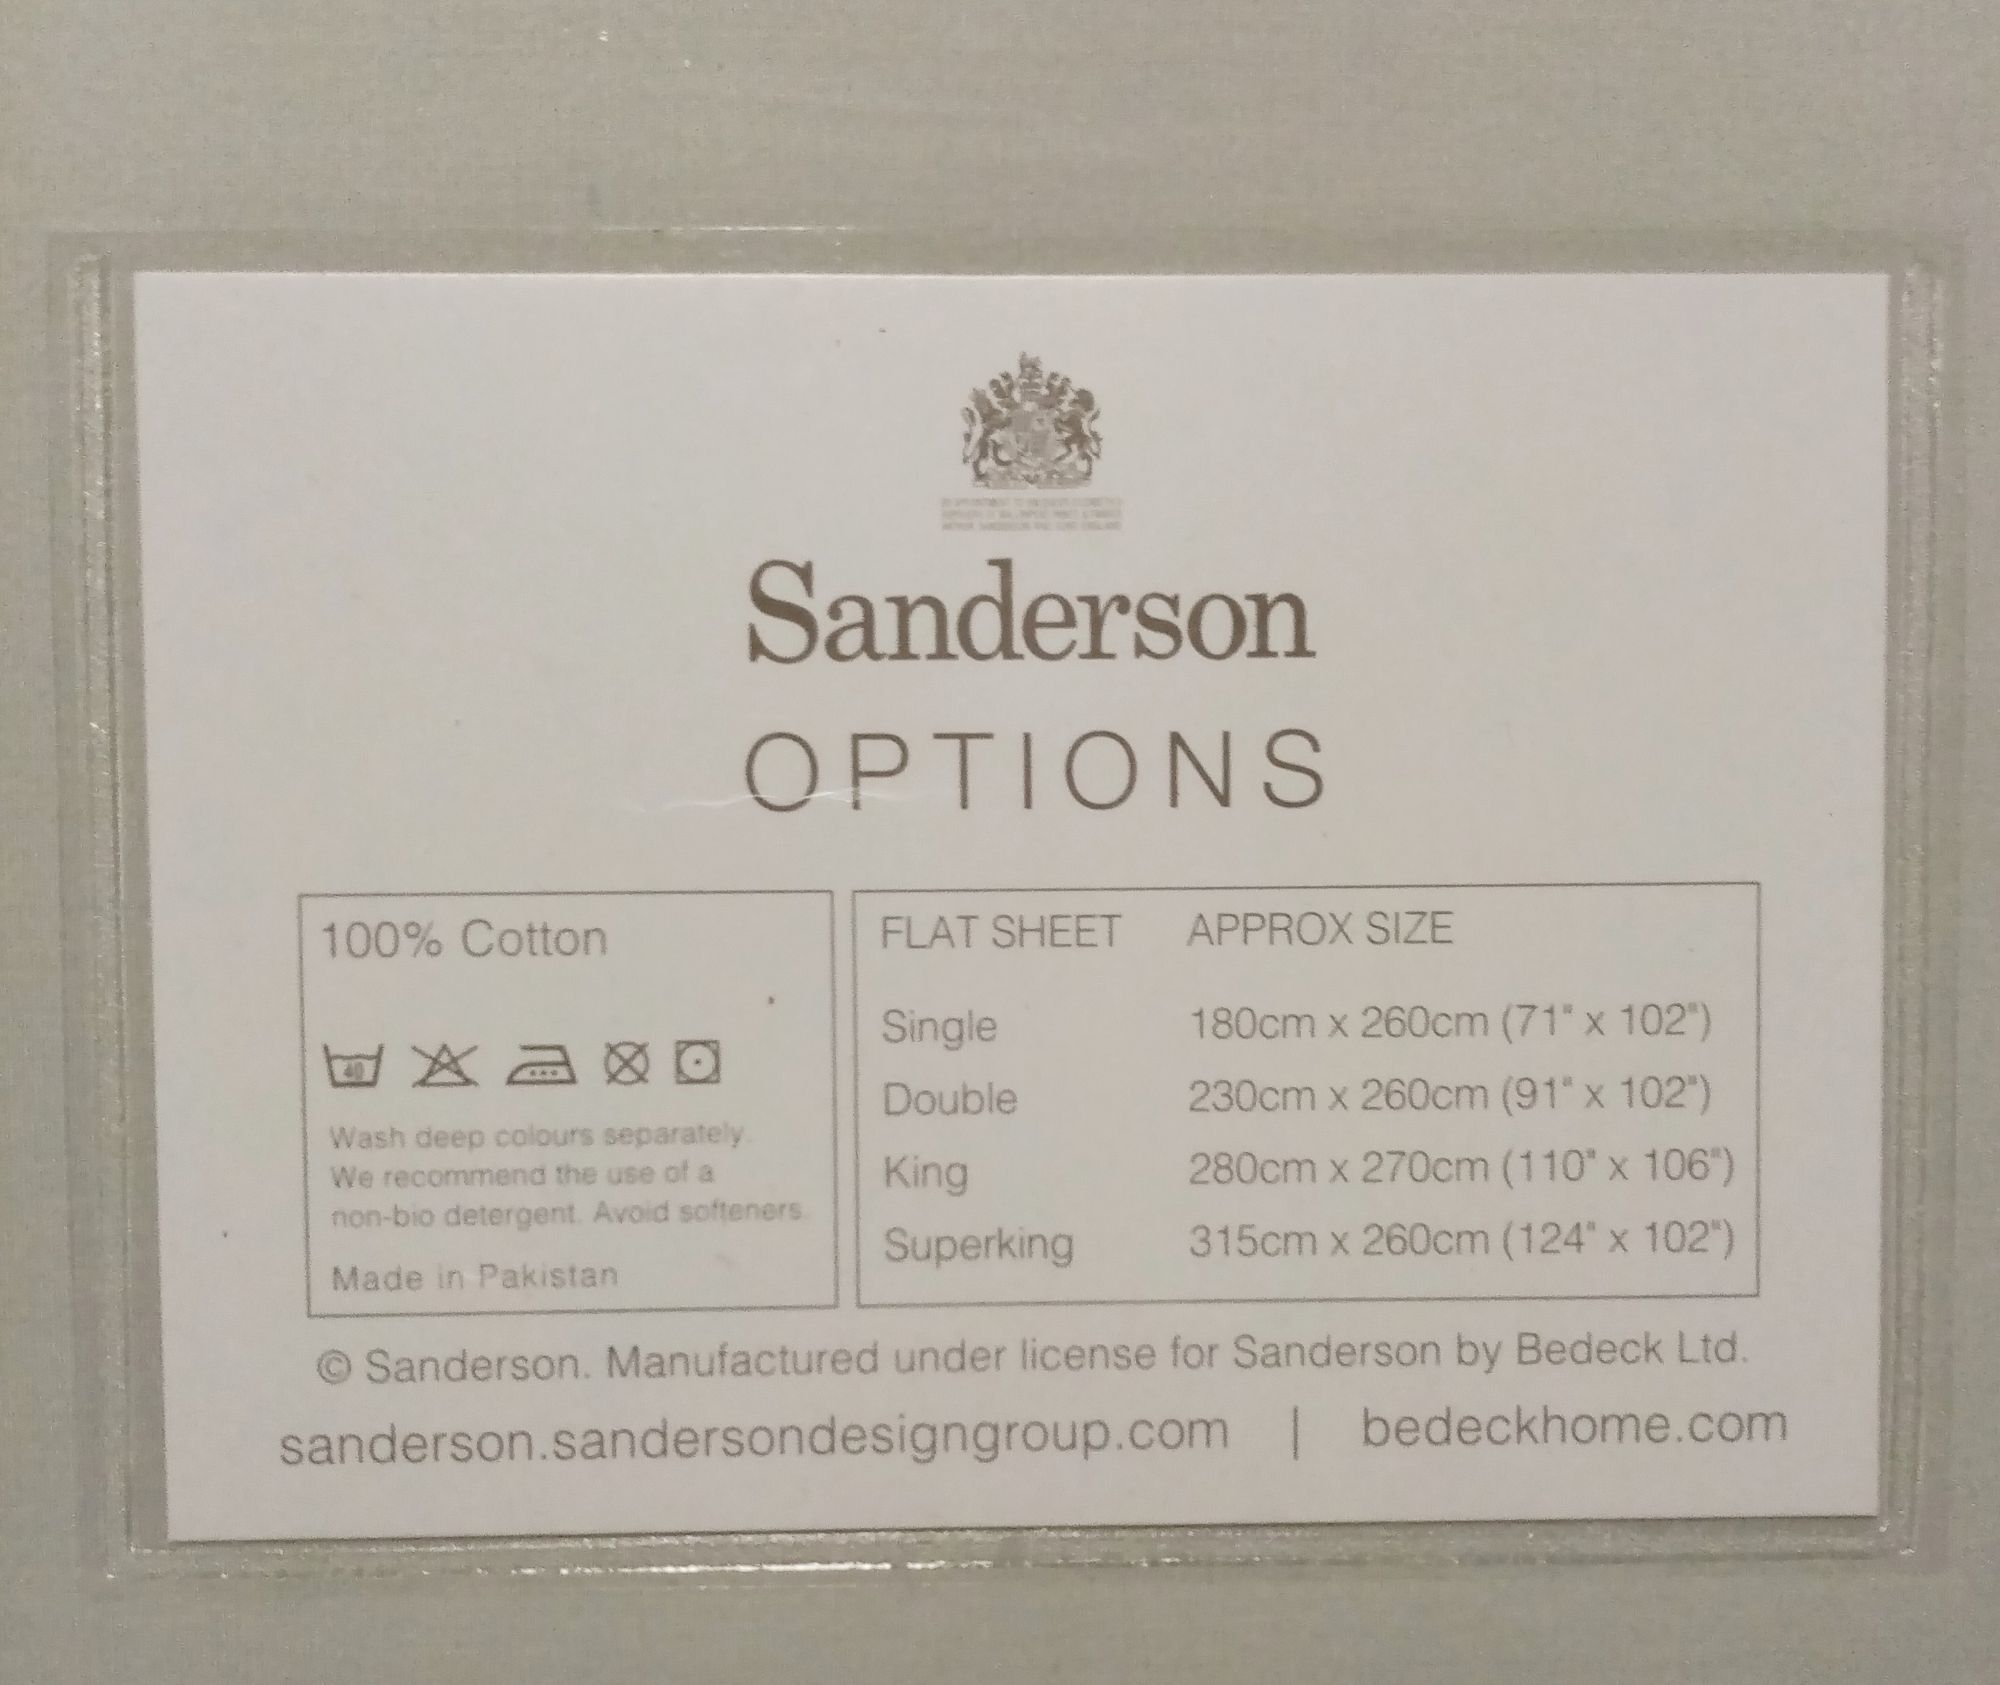 Sanderson
OPTIONS
100% Cotton
40
Wash deep colours separately.
We recommend the use of a
non-bio detergent. Avoid softeners.
Made in Pakistan
FLAT SHEET APPROX SIZE
Single 180cm x 260cm (71" x 102")
Double 230cm x 260cm (91" x 102")
King 280cm x 270cm (110" x 106")
Superking 315cm x 260cm (124" x 102")
© Sanderson. Manufactured under license for Sanderson by Bedeck Ltd.
sanderson.sandersondesigngroup.com | bedeckhome.com